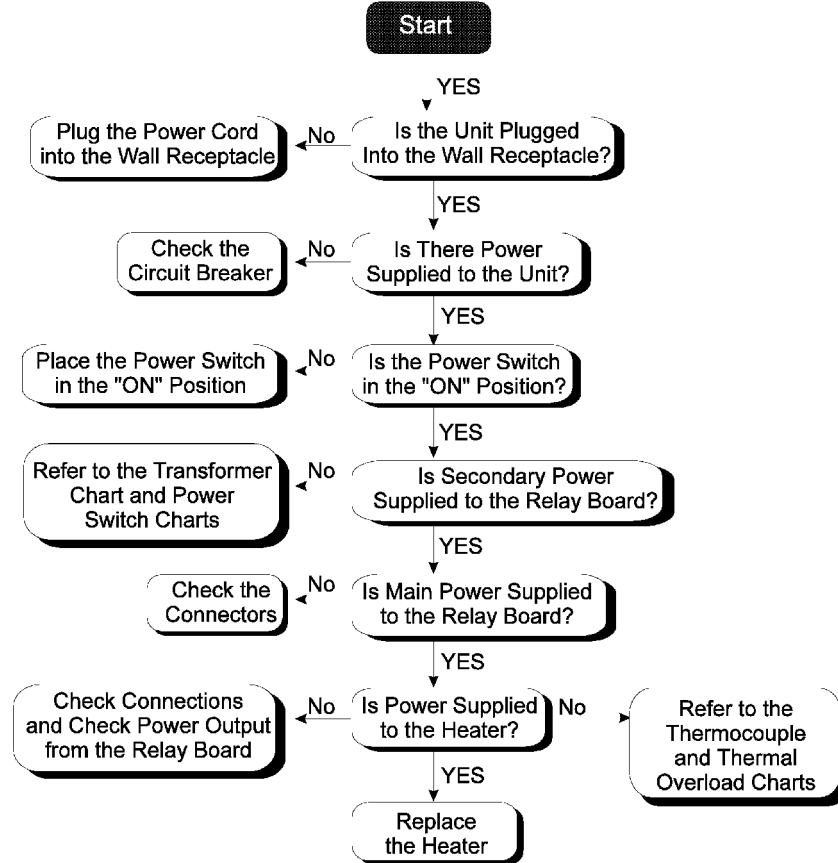 Start
YES
Plug the Power Cord
into the Wall Receptacle
No
Is the Unit Plugged
Into the Wall Receptacle?
YES
Check the
Circuit Breaker
No
Is There Power
Supplied to the Unit?
YES
Place the Power Switch
in the "ON" Position
No
Is the Power Switch
in the "ON" Position?
YES
Refer to the Transformer
Chart and Power
Switch Charts
No
Is Secondary Power
Supplied to the Relay Board?
YES
Check the
Connectors
No
Is Main Power Supplied
to the Relay Board?
YES
Check Connections
and Check Power Output
from the Relay Board
No
Is Power Supplied
to the Heater?
No
Refer to the
Thermocouple
and Thermal
Overload Charts
YES
Replace
the Heater